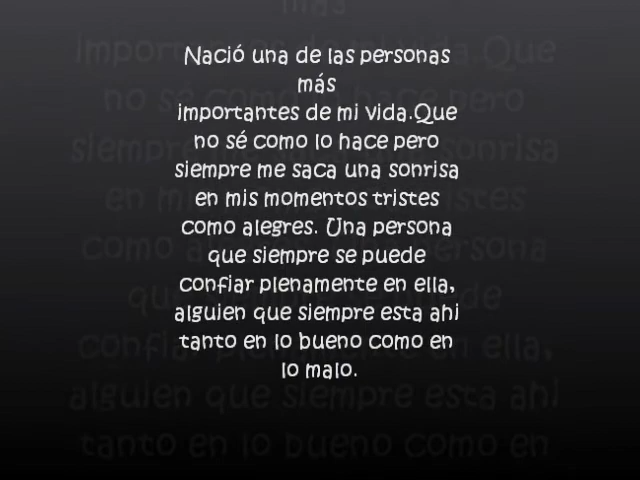 Nació una de las personas
más
importantes de mi vida.Que
no sé como lo hace pero
siempre me saca una sonrisa
en mis momentos tristes
como alegres. Una persona
que siempre se puede
confiar plenamente en ella,
alguien que siempre esta ahi
tanto en lo bueno como en
lo malo.